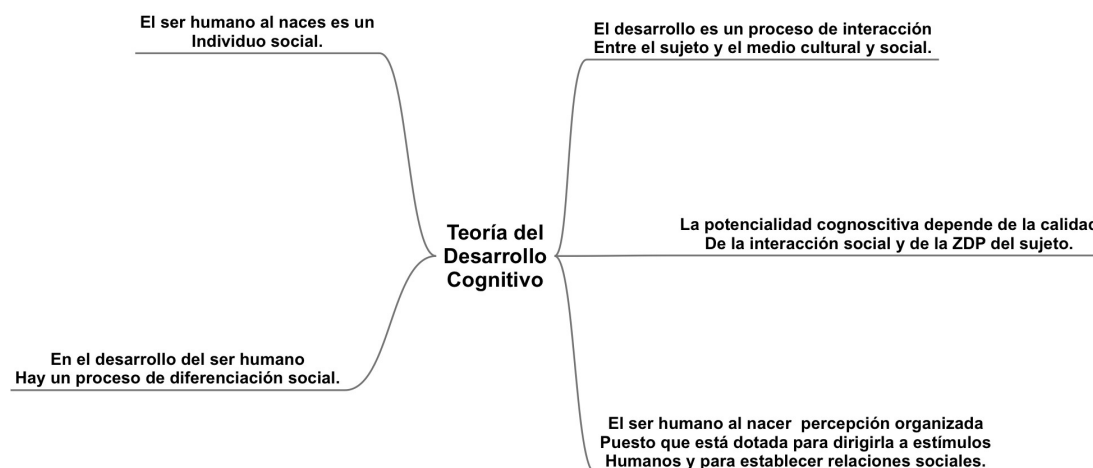 El ser humano al naces es un
Individuo social.
El desarrollo es un proceso de interacción
Entre el sujeto y el medio cultural y social.
Teoría del
Desarrollo
Cognitivo
La potencialidad cognoscitiva depende de la calidad
De la interacción social y de la ZDP del sujeto.
En el desarrollo del ser humano
Hay un proceso de diferenciación social.
El ser humano al nacer  percepción organizada
Puesto que está dotada para dirigirla a estímulos
Humanos y para establecer relaciones sociales.